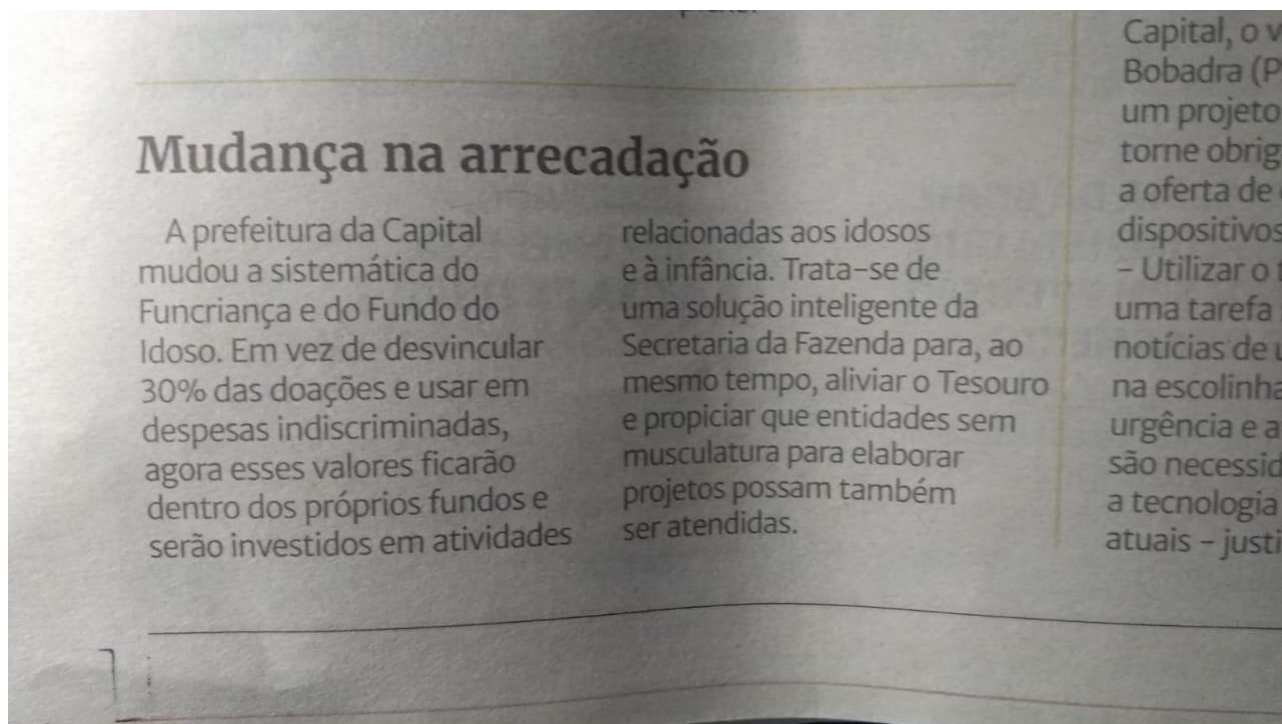 Mudança na arrecadação
A prefeitura da Capital
mudou a sistemática do
Funcriança e do Fundo do
Idoso. Em vez de desvincular
30% das doações e usar em
despesas indiscriminadas,
agora esses valores ficarão
dentro dos próprios fundos e
serão investidos em atividades
relacionadas aos idosos
e à infância. Trata-se de
uma solução inteligente da
Secretaria da Fazenda para, ao
mesmo tempo, aliviar o Tesouro
e propiciar que entidades sem
musculatura para elaborar
projetos possam também
ser atendidas.
Capital, o v
Bobadra (P
um projeto
torne obrig
a oferta de
dispositivos
– Utilizar o
uma tarefa
notícias de
na escolinha
urgência e a
são necessid
a tecnologia
atuais – justi